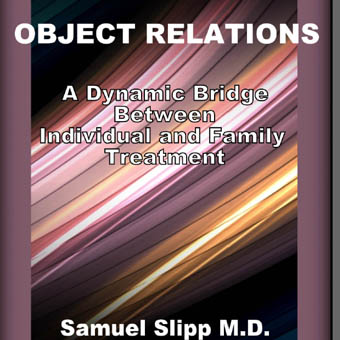 OBJECT RELATIONS
A Dynamic Bridge
Between
Individual and Family
Treatment
Samuel Slipp M.D.